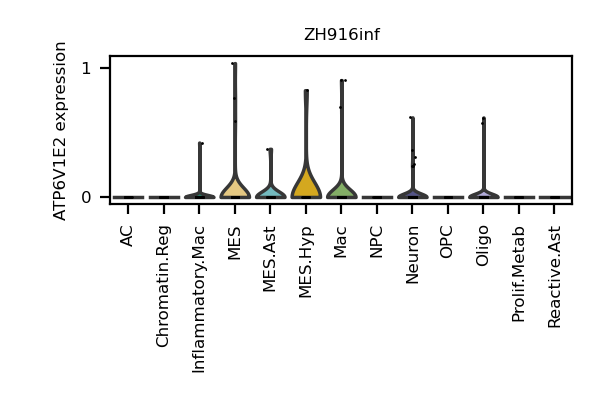 ZH916inf
ATP6V1E2 expression
1
0
AC
Chromatin.Reg
Inflammatory.Mac
MES
MES.Ast
MES.Hyp
Mac
NPC
Neuron
OPC
Oligo
Prolif.Metab
Reactive.Ast